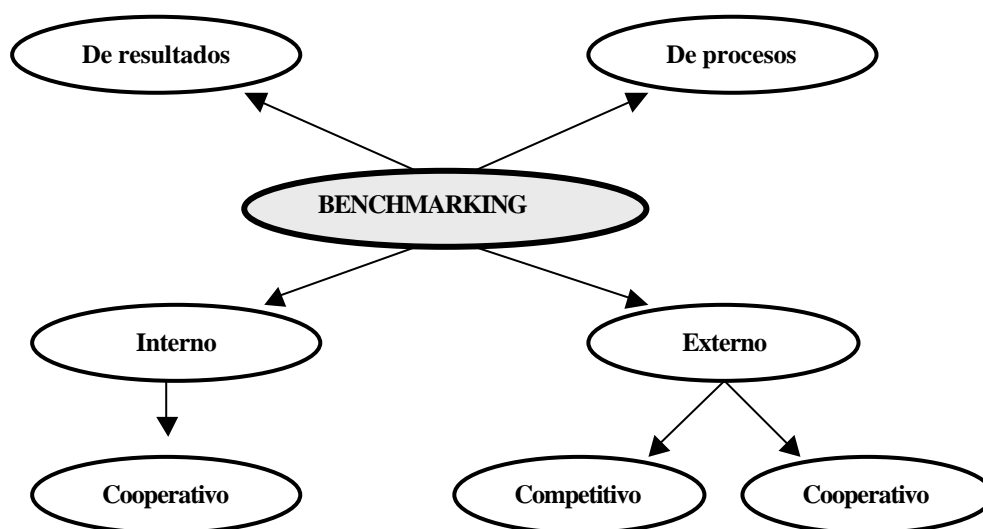 De resultados
De procesos
BENCHMARKING
Interno
Externo
Cooperativo
Competitivo
Cooperativo